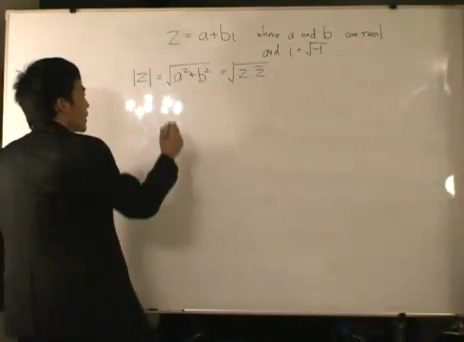 z = a+bi where a and b are real
and i = √-1
|z| = √a²+b² = √z z̅